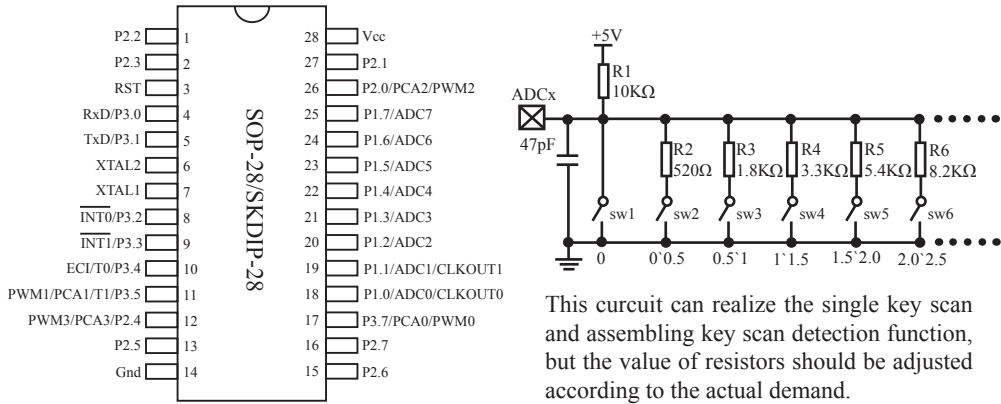 P2.2 1
P2.3 2
RST 3
RxD/P3.0 4
TxD/P3.1 5
XTAL2 6
XTAL1 7
INT0/P3.2 8
INT1/P3.3 9
ECI/T0/P3.4 10
PWM1/PCA1/T1/P3.5 11
PWM3/PCA3/P2.4 12
P2.5 13
Gnd 14
SOP-28/SKDIP-28
28 Vcc
27 P2.1
26 P2.0/PCA2/PWM2
25 P1.7/ADC7
24 P1.6/ADC6
23 P1.5/ADC5
22 P1.4/ADC4
21 P1.3/ADC3
20 P1.2/ADC2
19 P1.1/ADC1/CLKOUT1
18 P1.0/ADC0/CLKOUT0
17 P3.7/PCA0/PWM0
16 P2.7
15 P2.6
+5V
R1
10KΩ
ADCx
47pF
R2 R3 R4 R5 R6
520Ω 1.8KΩ 3.3KΩ 5.4KΩ 8.2KΩ
sw1 sw2 sw3 sw4 sw5 sw6
0 0`0.5 0.5`1 1`1.5 1.5`2.0 2.0`2.5
This curcuit can realize the single key scan
and assembling key scan detection function,
but the value of resistors should be adjusted
according to the actual demand.